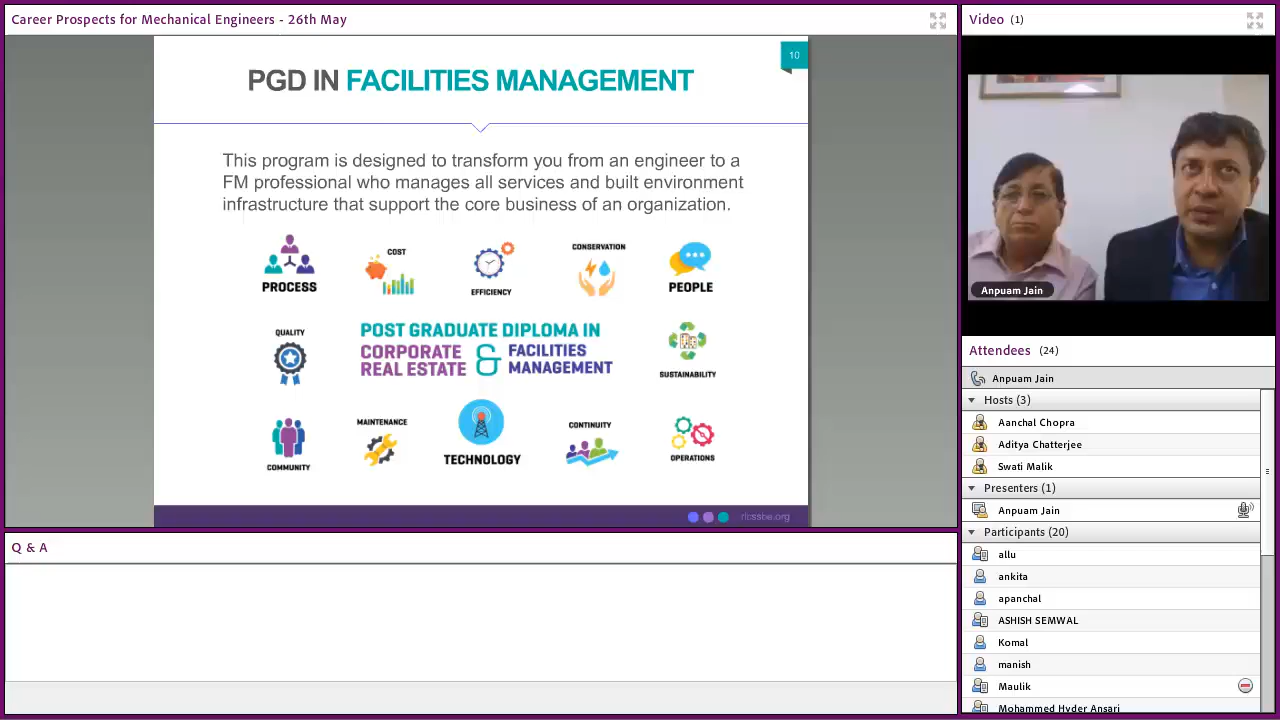 Career Prospects for Mechanical Engineers - 26th May
10
PGD IN FACILITIES MANAGEMENT
This program is designed to transform you from an engineer to a
FM professional who manages all services and built environment
infrastructure that support the core business of an organization.
PROCESS
COST
EFFICIENCY
CONSERVATION
PEOPLE
QUALITY
POST GRADUATE DIPLOMA IN
CORPORATE
REAL ESTATE
&
FACILITIES
MANAGEMENT
SUSTAINABILITY
COMMUNITY
MAINTENANCE
TECHNOLOGY
CONTINUITY
OPERATIONS
ricssbe.org
Q & A
Video (1)
Anpuam Jain
Attendees (24)
Anpuam Jain
Hosts (3)
Aanchal Chopra
Aditya Chatterjee
Swati Malik
Presenters (1)
Anpuam Jain
Participants (20)
allu
ankita
apanchal
ASHISH SEMWAL
Komal
manish
Maulik
Mohammed Hyder Ansari